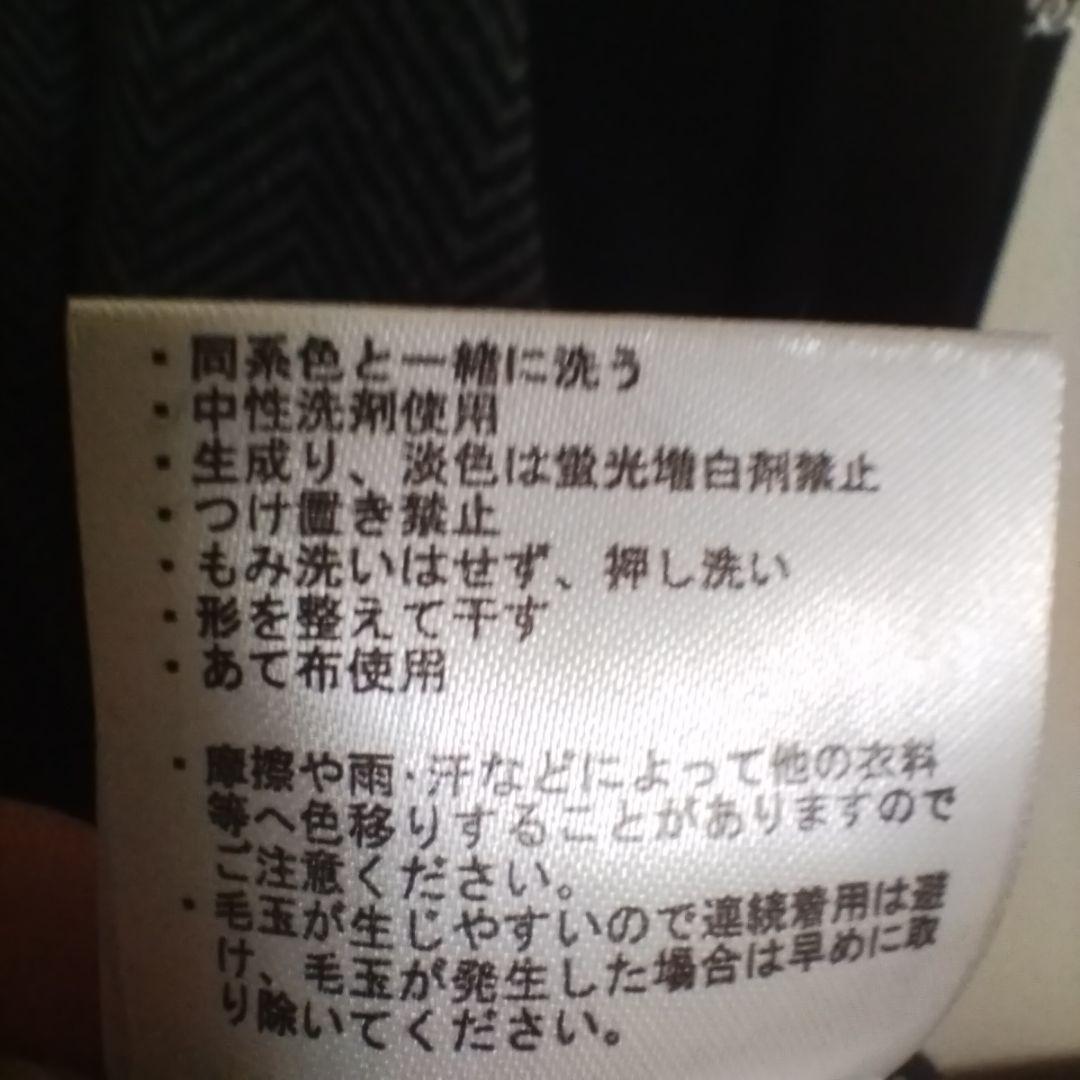 ・同系色と一緒に洗う
・中性洗剤使用
・生成り、淡色は蛍光増白剤禁止
・つけ置き禁止
・もみ洗いはせず、押し洗い
・形を整えて干す
・あて布使用
・摩擦や雨・汗などによって他の衣料
等へ色移りすることがありますので
ご注意ください。
・毛玉が生じやすいので連続着用は避
け、毛玉が発生した場合は早めに取
り除いてください。